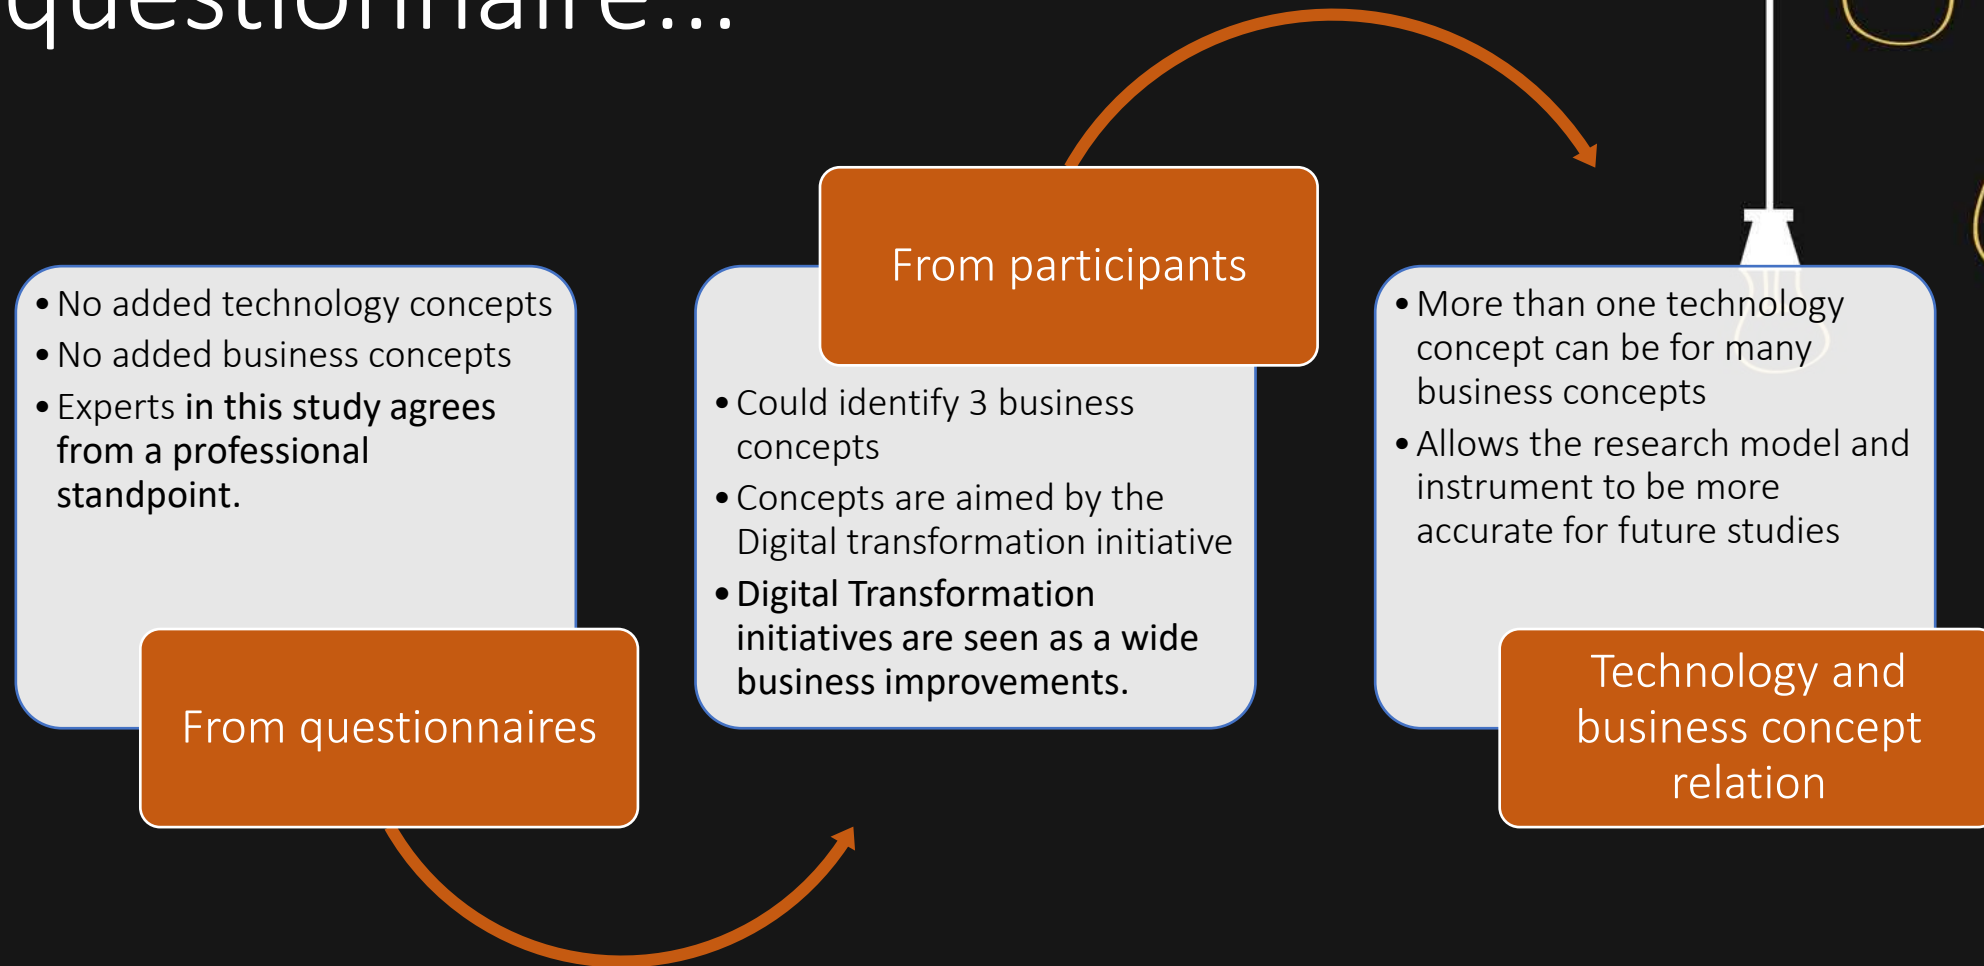 questionnaire...
• No added technology concepts
• No added business concepts
• Experts in this study agrees
from a professional
standpoint.
From questionnaires
From participants
• Could identify 3 business
concepts
• Concepts are aimed by the
Digital transformation initiative
• Digital Transformation
initiatives are seen as a wide
business improvements.
• More than one technology
concept can be for many
business concepts
• Allows the research model and
instrument to be more
accurate for future studies
Technology and
business concept
relation